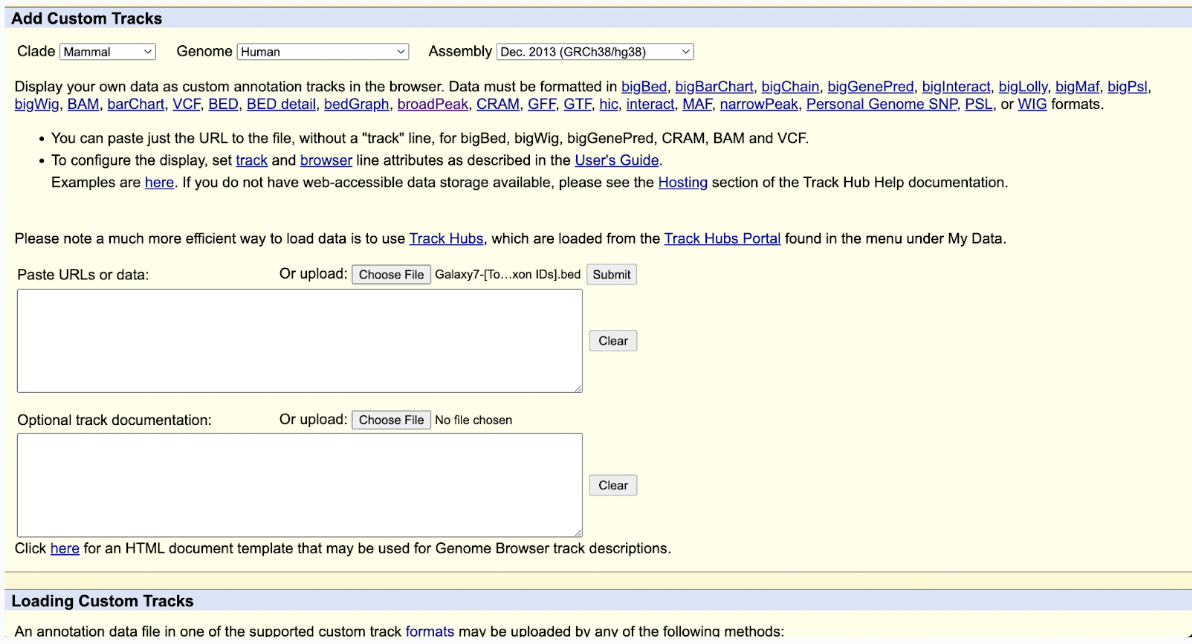 Add Custom Tracks
Clade Mammal Genome Human Assembly Dec. 2013 (GRCh38/hg38)
Display your own data as custom annotation tracks in the browser. Data must be formatted in bigBed, bigBarChart, bigChain, bigGenePred, bigInteract, bigLolly, bigMaf, bigPsl,
bigWig, BAM, barChart, VCF, BED, BED detail, bedGraph, broadPeak, CRAM, GFF, GTF, hic, interact, MAF, narrowPeak, Personal Genome SNP, PSL, or WIG formats.
• You can paste just the URL to the file, without a "track" line, for bigBed, bigWig, bigGenePred, CRAM, BAM and VCF.
• To configure the display, set track and browser line attributes as described in the User's Guide.
Examples are here. If you do not have web-accessible data storage available, please see the Hosting section of the Track Hub Help documentation.
Please note a much more efficient way to load data is to use Track Hubs, which are loaded from the Track Hubs Portal found in the menu under My Data.
Paste URLs or data: Or upload: Choose File Galaxy7-[To...xon IDs].bed Submit
Clear
Optional track documentation: Or upload: Choose File No file chosen
Clear
Click here for an HTML document template that may be used for Genome Browser track descriptions.
Loading Custom Tracks
An annotation data file in one of the supported custom track formats may be uploaded by any of the following methods: